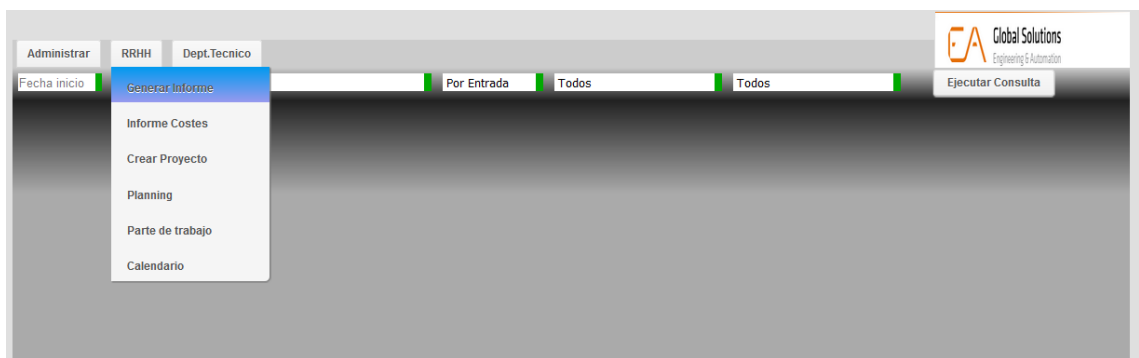 Global Solutions
Engineering & Automation
Administrar
RRHH
Dept.Tecnico
Fecha inicio
Por Entrada
Todos
Todos
Ejecutar Consulta
Generar Informe
Informe Costes
Crear Proyecto
Planning
Parte de trabajo
Calendario